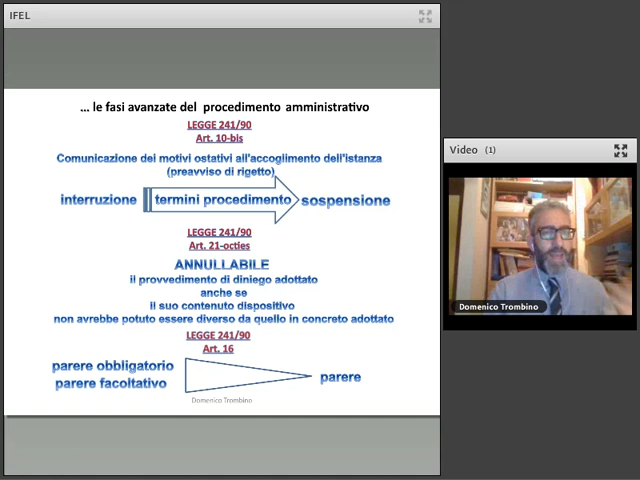 IFEL
... le fasi avanzate del procedimento amministrativo
LEGGE 241/90
Art. 10-bis
Comunicazione dei motivi ostativi all'accoglimento dell'istanza
(preavviso di rigetto)
interruzione termini procedimento sospensione
LEGGE 241/90
Art. 21-octies
ANNULLABILE
il provvedimento di diniego adottato
anche se
il suo contenuto dispositivo
non avrebbe potuto essere diverso da quello in concreto adottato
LEGGE 241/90
Art. 16
parere obbligatorio
parere facoltativo
parere
Domenico Trombino
Video (1)
Domenico Trombino